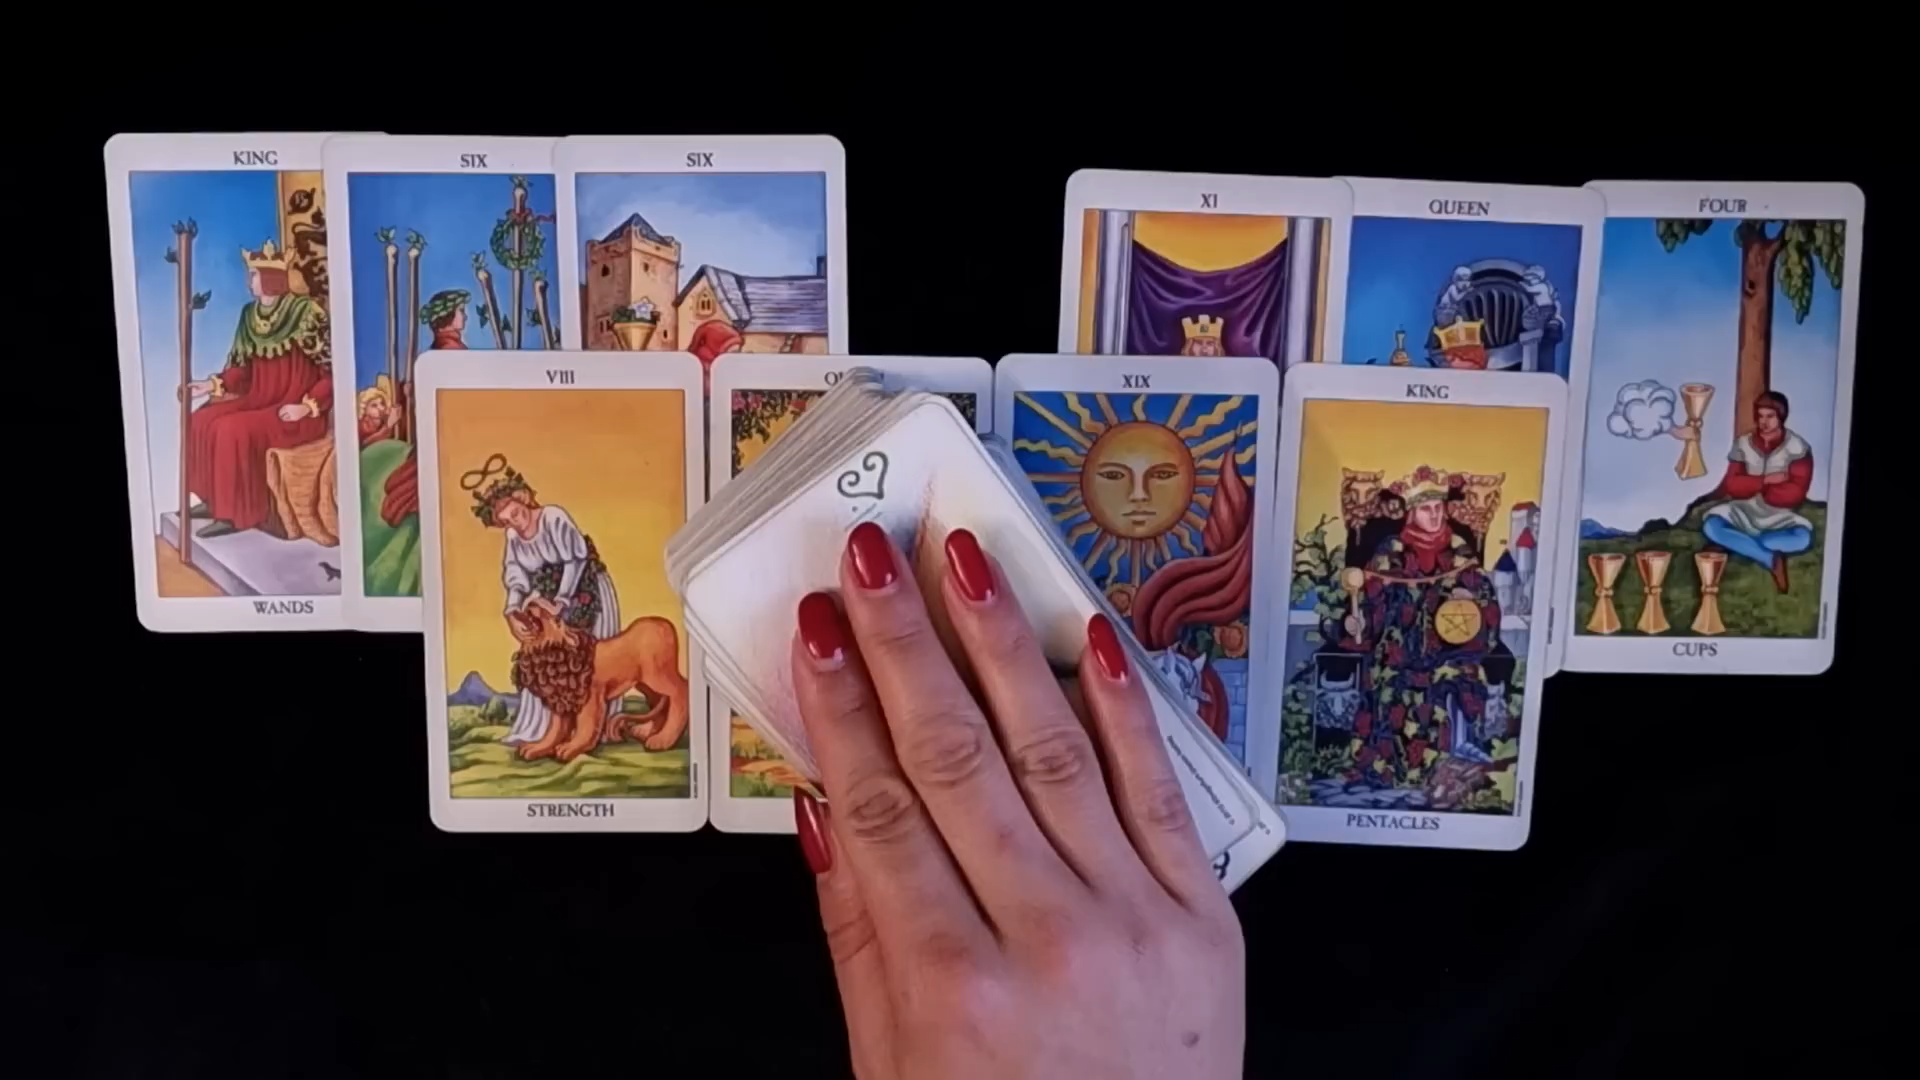 KING
SIX
SIX
XI
QUEEN
FOUR
WANDS
VIII
XIX
KING
STRENGTH
PENTACLES
CUPS